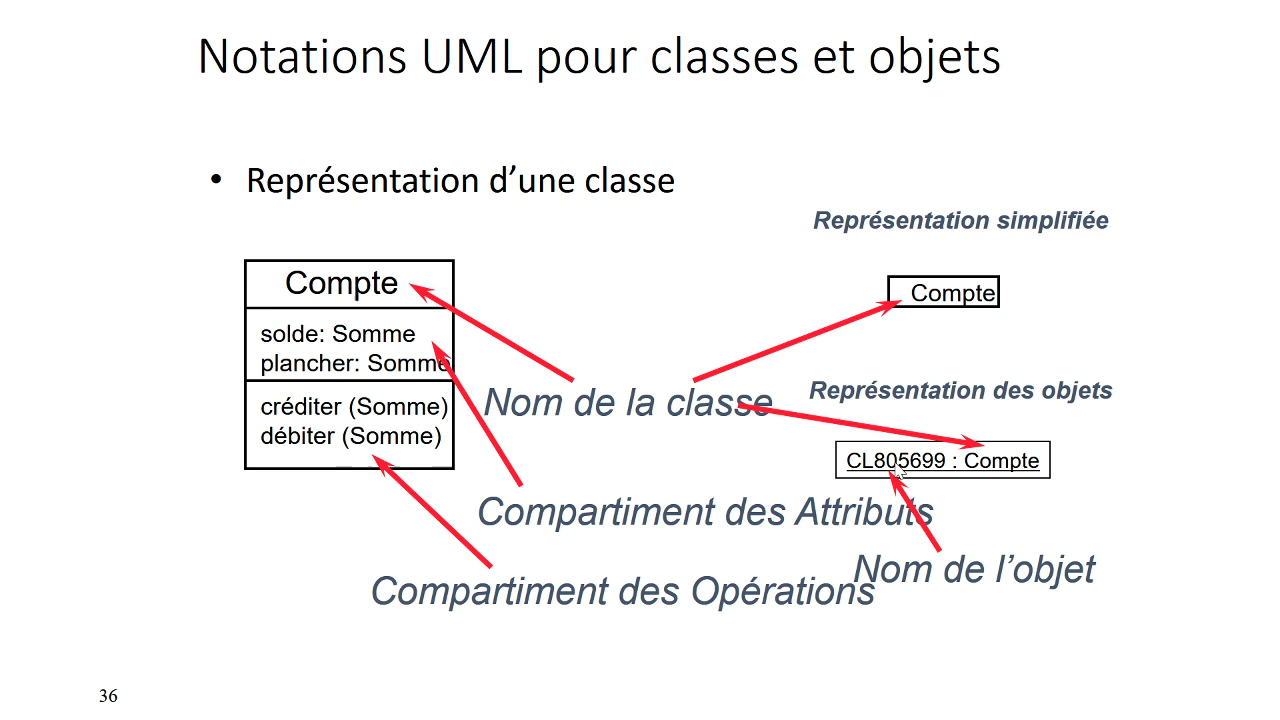 Notations UML pour classes et objets
• Représentation d’une classe
Représentation simplifiée
Compte
solde: Somme
plancher: Somme
créditer (Somme)
débiter (Somme)
Compte
Nom de la classe
Représentation des objets
CL805699 : Compte
Compartiment des Attributs
Nom de l’objet
Compartiment des Opérations
36